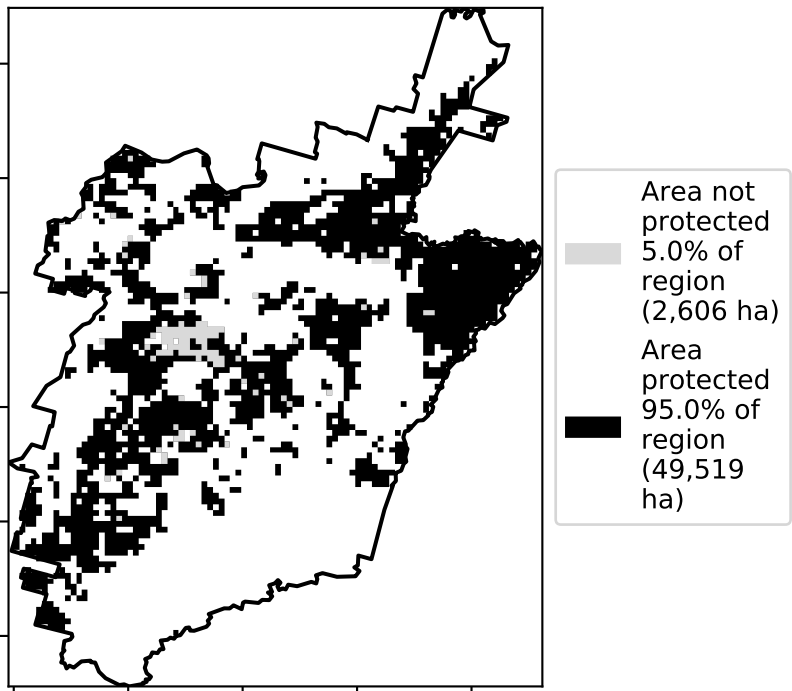 Area not
protected
5.0% of
region
(2,606 ha)
Area
protected
95.0% of
region
(49,519
ha)